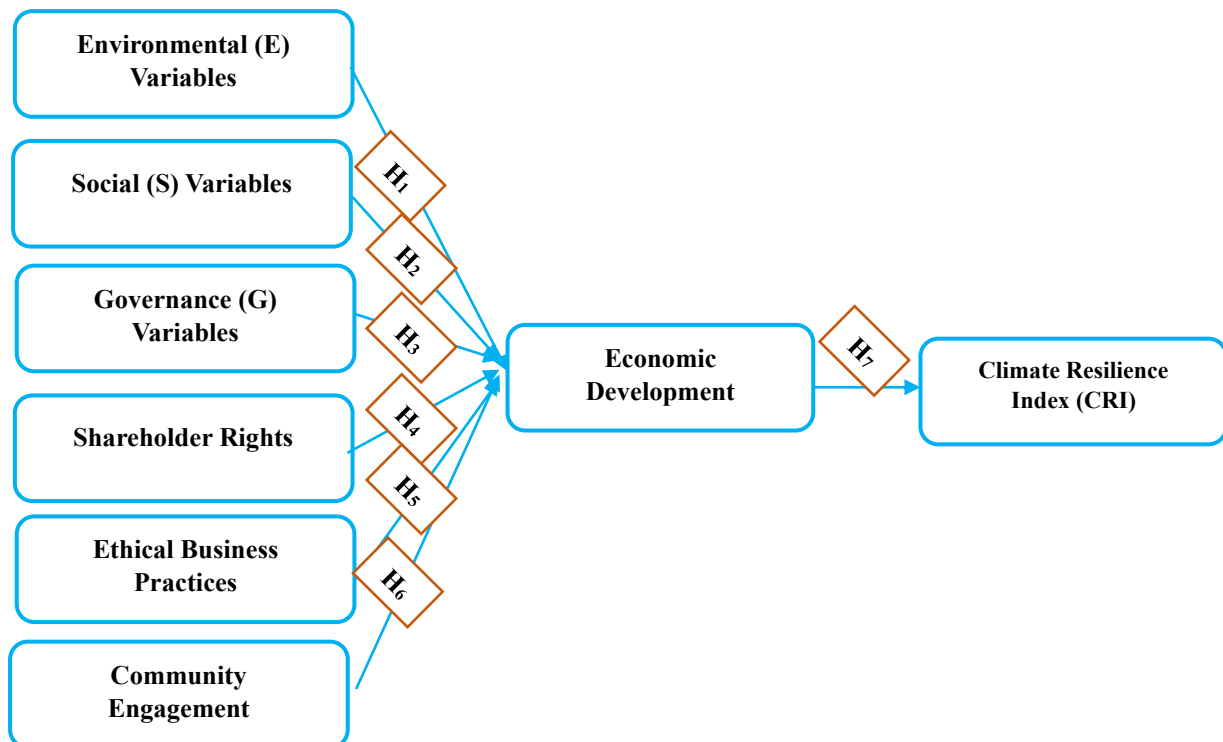 Environmental (E)
Variables
Social (S) Variables
Governance (G)
Variables
Shareholder Rights
Ethical Business
Practices
Community
Engagement
H₁
H₂
H₃
H₄
H₅
H₆
Economic
Development
H₇
Climate Resilience
Index (CRI)